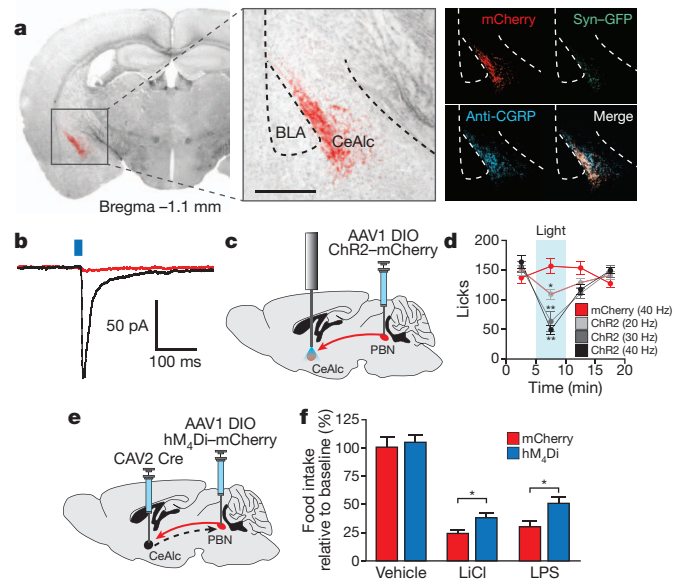 a
mCherry
Syn–GFP
Anti-CGRP
Merge
BLA
CeAlc
Bregma –1.1 mm
b
50 pA
100 ms
c
AAV1 DIO
ChR2–mCherry
CeAlc
PBN
d
Light
Licks
200
150
100
50
0
*
**
**
0
5
10
15
20
Time (min)
mCherry (40 Hz)
ChR2 (20 Hz)
ChR2 (30 Hz)
ChR2 (40 Hz)
e
AAV1 DIO
hM4Di–mCherry
CAV2 Cre
CeAlc
PBN
f
Food intake
relative to baseline (%)
125
100
75
50
25
0
mCherry
hM4Di
*
*
Vehicle
LiCl
LPS